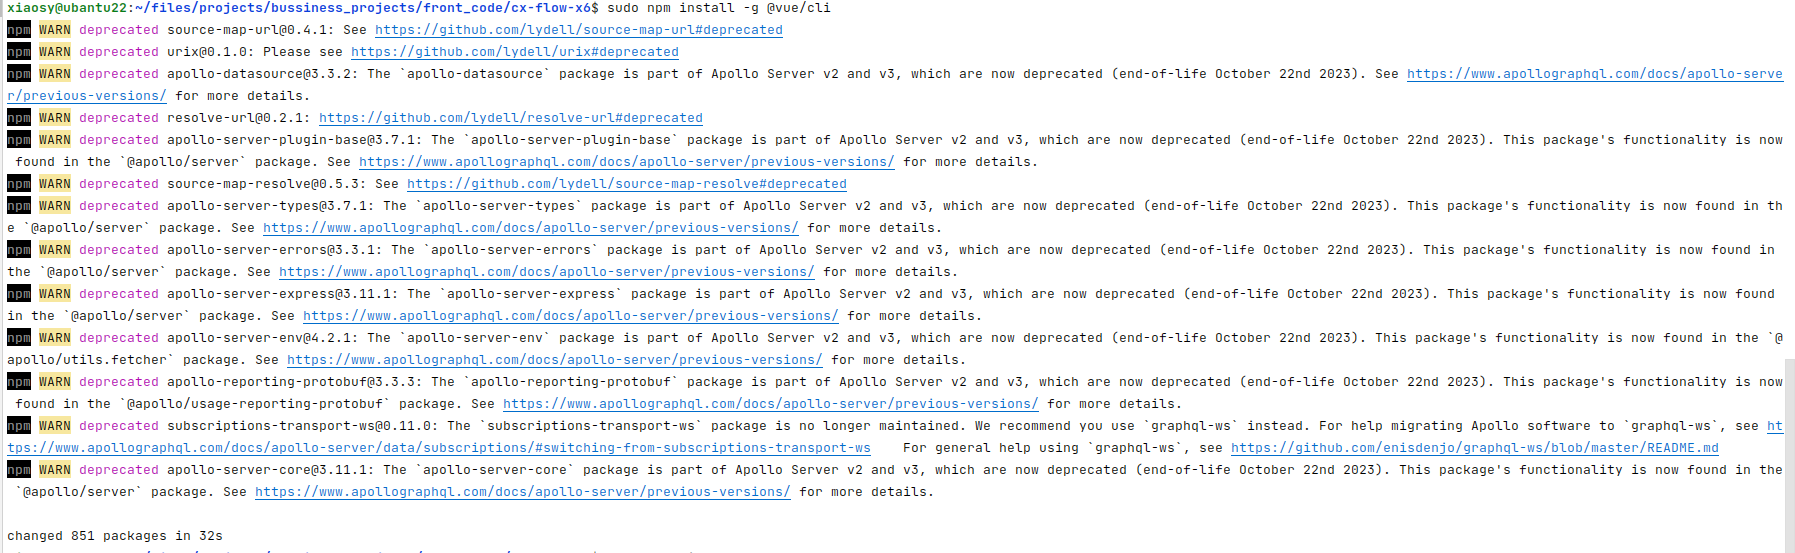 xiaosy@ubantu22:~/files/projects/bussiness_projects/front_code/cx-flow-x6$ sudo npm install -g @vue/cli
npm WARN deprecated source-map-url@0.4.1: See https://github.com/lydell/source-map-url#deprecated
npm WARN deprecated urix@0.1.0: Please see https://github.com/lydell/urix#deprecated
npm WARN deprecated apollo-datasource@3.3.2: The `apollo-datasource` package is part of Apollo Server v2 and v3, which are now deprecated (end-of-life October 22nd 2023). See https://www.apollographql.com/docs/apollo-serve
r/previous-versions/ for more details.
npm WARN deprecated resolve-url@0.2.1: https://github.com/lydell/resolve-url#deprecated
npm WARN deprecated apollo-server-plugin-base@3.7.1: The `apollo-server-plugin-base` package is part of Apollo Server v2 and v3, which are now deprecated (end-of-life October 22nd 2023). This package's functionality is now
 found in the `@apollo/server` package. See https://www.apollographql.com/docs/apollo-server/previous-versions/ for more details.
npm WARN deprecated source-map-resolve@0.5.3: See https://github.com/lydell/source-map-resolve#deprecated
npm WARN deprecated apollo-server-types@3.7.1: The `apollo-server-types` package is part of Apollo Server v2 and v3, which are now deprecated (end-of-life October 22nd 2023). This package's functionality is now found in th
e `@apollo/server` package. See https://www.apollographql.com/docs/apollo-server/previous-versions/ for more details.
npm WARN deprecated apollo-server-errors@3.3.1: The `apollo-server-errors` package is part of Apollo Server v2 and v3, which are now deprecated (end-of-life October 22nd 2023). This package's functionality is now found in
the `@apollo/server` package. See https://www.apollographql.com/docs/apollo-server/previous-versions/ for more details.
npm WARN deprecated apollo-server-express@3.11.1: The `apollo-server-express` package is part of Apollo Server v2 and v3, which are now deprecated (end-of-life October 22nd 2023). This package's functionality is now found
in the `@apollo/server` package. See https://www.apollographql.com/docs/apollo-server/previous-versions/ for more details.
npm WARN deprecated apollo-server-env@4.2.1: The `apollo-server-env` package is part of Apollo Server v2 and v3, which are now deprecated (end-of-life October 22nd 2023). This package's functionality is now found in the `@
apollo/utils.fetcher` package. See https://www.apollographql.com/docs/apollo-server/previous-versions/ for more details.
npm WARN deprecated apollo-reporting-protobuf@3.3.3: The `apollo-reporting-protobuf` package is part of Apollo Server v2 and v3, which are now deprecated (end-of-life October 22nd 2023). This package's functionality is now
 found in the `@apollo/usage-reporting-protobuf` package. See https://www.apollographql.com/docs/apollo-server/previous-versions/ for more details.
npm WARN deprecated subscriptions-transport-ws@0.11.0: The `subscriptions-transport-ws` package is no longer maintained. We recommend you use `graphql-ws` instead. For help migrating Apollo software to `graphql-ws`, see ht
tps://www.apollographql.com/docs/apollo-server/data/subscriptions/#switching-from-subscriptions-transport-ws    For general help using `graphql-ws`, see https://github.com/enisdenjo/graphql-ws/blob/master/README.md
npm WARN deprecated apollo-server-core@3.11.1: The `apollo-server-core` package is part of Apollo Server v2 and v3, which are now deprecated (end-of-life October 22nd 2023). This package's functionality is now found in the
 `@apollo/server` package. See https://www.apollographql.com/docs/apollo-server/previous-versions/ for more details.
changed 851 packages in 32s